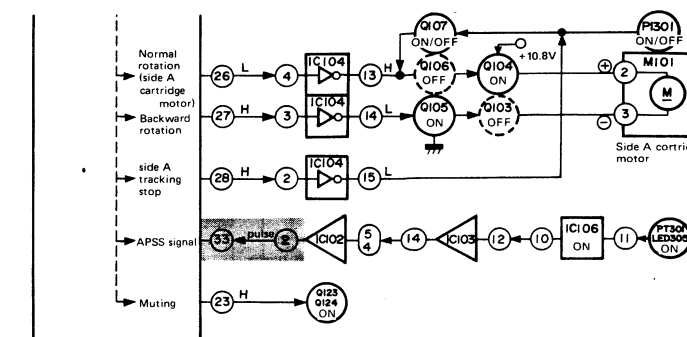 Q107
ON/OFF
P1301
ON/OFF
Normal rotation (side A cartridge motor)
26 L 4 IC104 13 H Q106 OFF Q104 ON +10.8V ⊕ 2 M101 M
Backward rotation
27 H 3 IC104 14 L Q105 ON Q103 OFF ⊖ 3
Side A cortri
motor
side A tracking stop
28 H 2 IC104 15 L
APSS signal
33 pulse 2 IC102 5 4 14 IC103 12 10 IC106 ON 11 PT301 LED305 ON
Muting
23 H Q123 Q124 ON